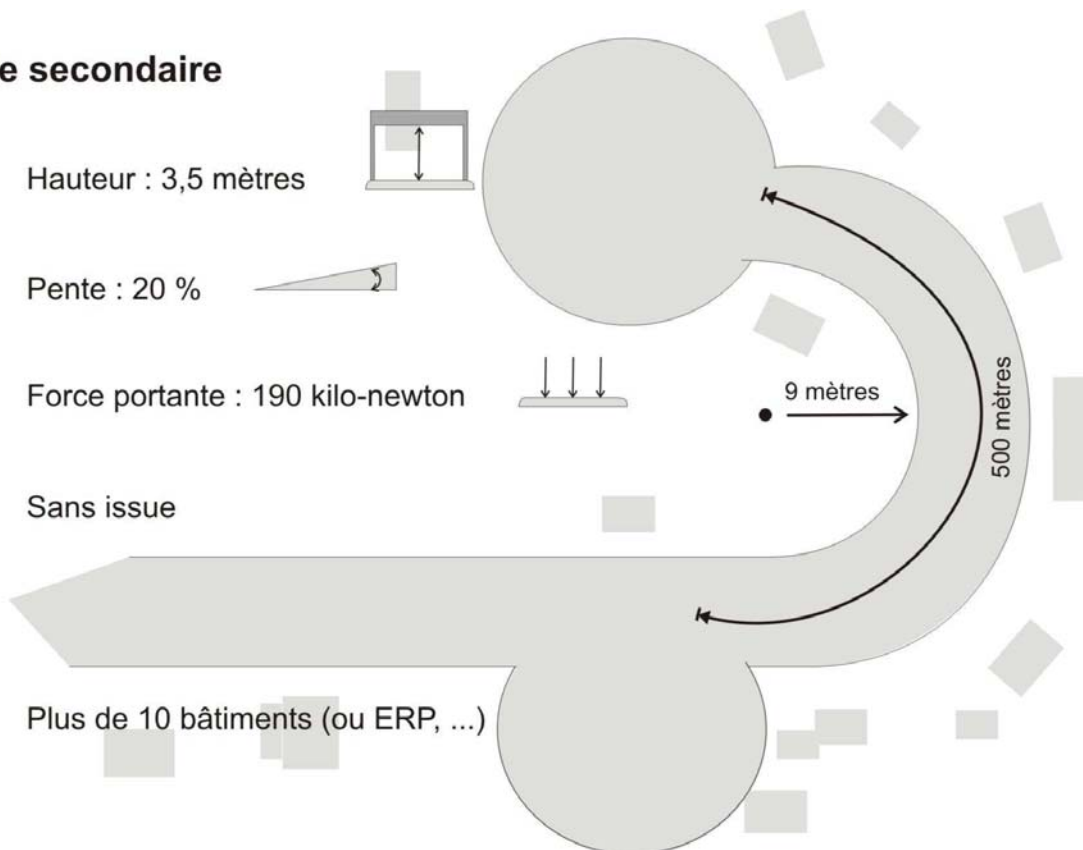 e secondaire
Hauteur : 3,5 mètres
Pente : 20 %
Force portante : 190 kilo-newton
9 mètres
500 mètres
Sans issue
Plus de 10 bâtiments (ou ERP, ...)